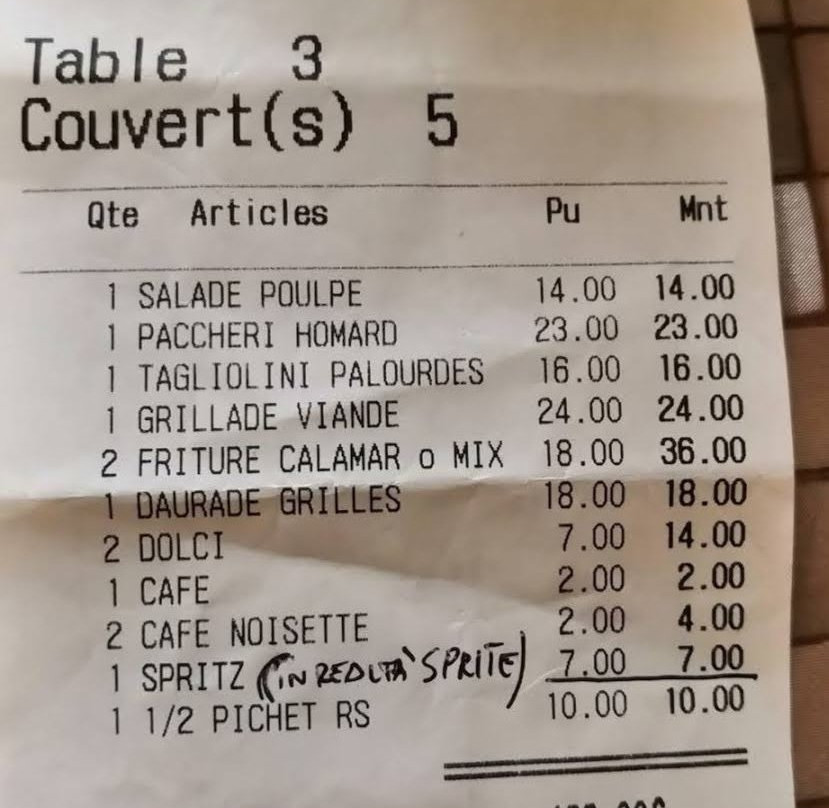 Table 3
Couvert(s) 5
Qte Articles Pu Mnt
1 SALADE POULPE 14.00 14.00
1 PACCHERI HOMARD 23.00 23.00
1 TAGLIOLINI PALOURDES 16.00 16.00
1 GRILLADE VIANDE 24.00 24.00
2 FRITURE CALAMAR o MIX 18.00 36.00
1 DAURADE GRILLES 18.00 18.00
2 DOLCI 7.00 14.00
1 CAFE 2.00 2.00
2 CAFE NOISETTE 2.00 4.00
1 SPRITZ (IN REDLTA' SPRITE) 7.00 7.00
1 1/2 PICHET RS 10.00 10.00